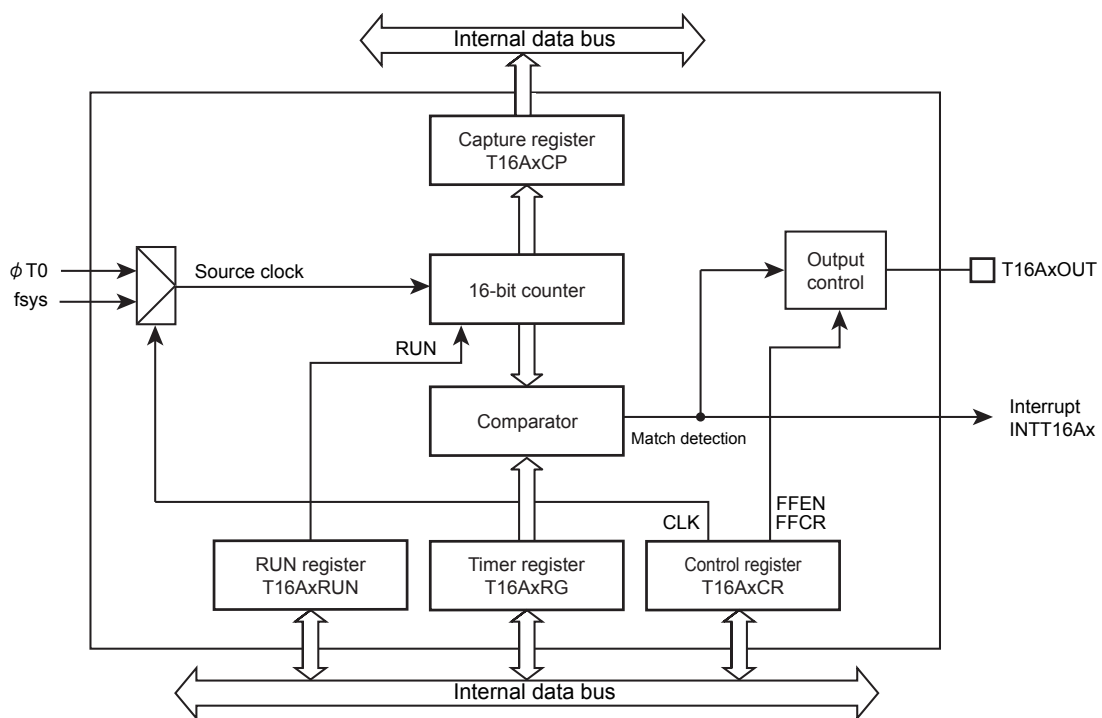 Internal data bus
Capture register
T16AxCP
ϕT0
fsys
Source clock
16-bit counter
Output
control
T16AxOUT
RUN
Comparator
Match detection
Interrupt
INTT16Ax
CLK
FFEN
FFCR
RUN register
T16AxRUN
Timer register
T16AxRG
Control register
T16AxCR
Internal data bus